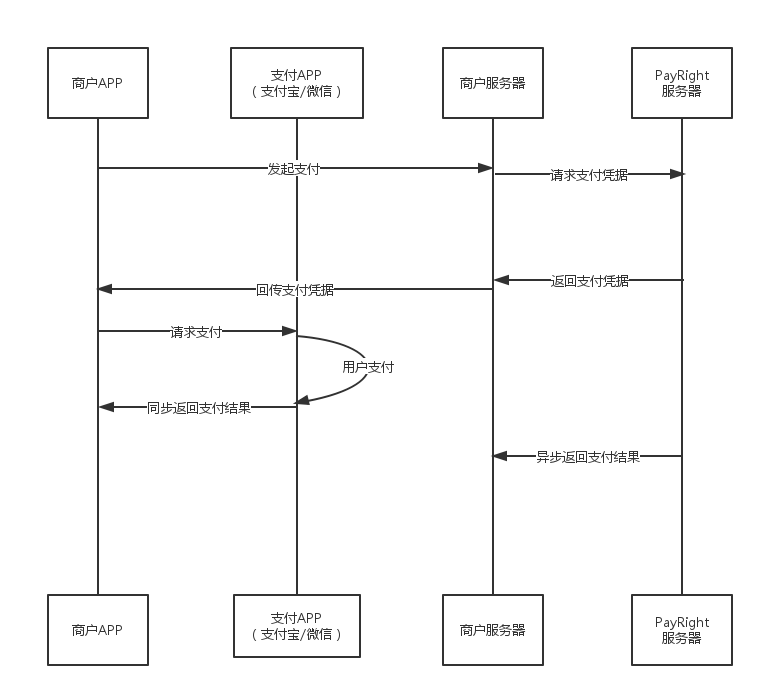 商户APP
支付APP
（支付宝/微信）
商户服务器
PayRight
服务器
发起支付
请求支付凭据
返回支付凭据
回传支付凭据
请求支付
用户支付
同步返回支付结果
异步返回支付结果
商户APP
支付APP
（支付宝/微信）
商户服务器
PayRight
服务器